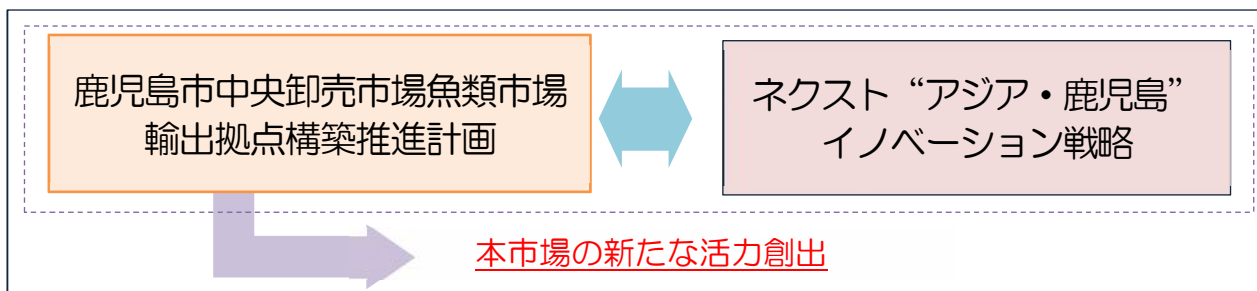 鹿児島市中央卸売市場魚類市場
輸出拠点構築推進計画
ネクスト“アジア・鹿児島”
イノベーション戦略
本市場の新たな活力創出